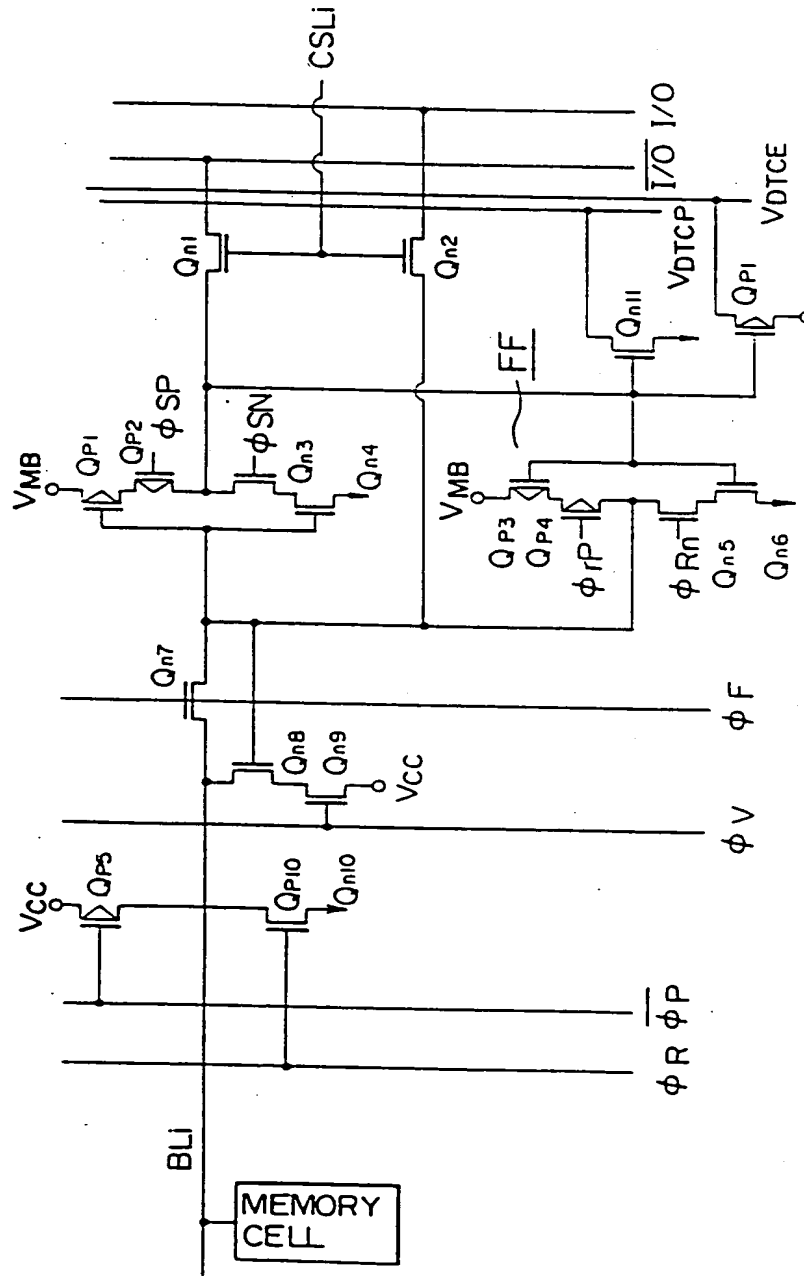 CSLi
I/O
I/O
VDTCE
VDTCP
Qn1
Qn2
Qn11
QP1
FF
VMB
QP1
QP2
φSP
φSN
Qn3
Qn4
VMB
QP3
QP4
φrP
φRn
Qn5
Qn6
Qn7
φF
Qn8
Qn9
VCC
φV
VCC
QP5
QP10
Qn10
φP
φR
BLi
MEMORY
CELL